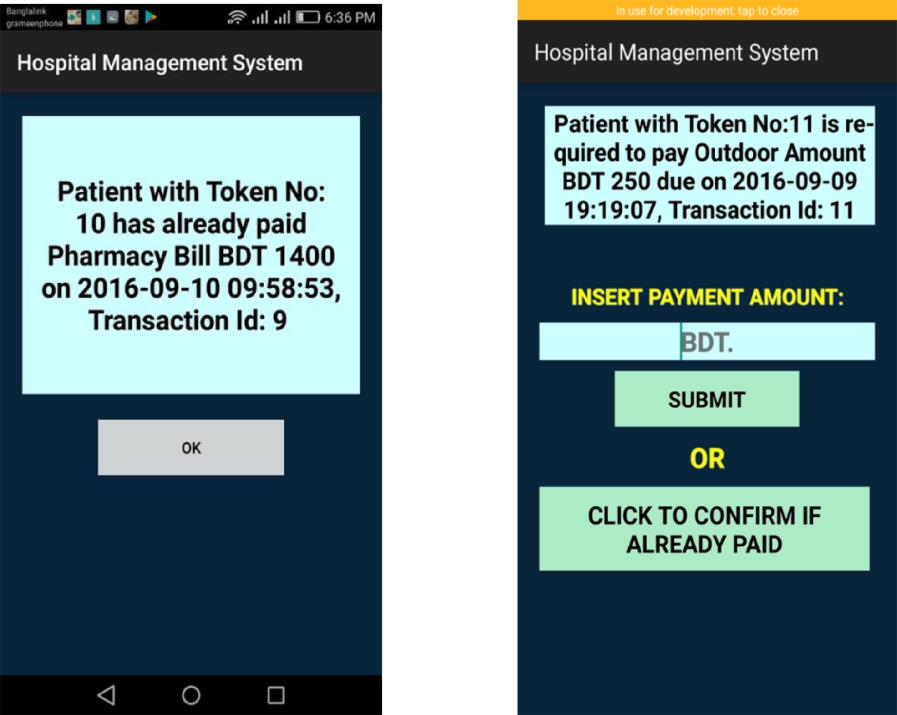 Banglalink
grameenphone
6:36 PM
Hospital Management System
Patient with Token No:
10 has already paid
Pharmacy Bill BDT 1400
on 2016-09-10 09:58:53,
Transaction Id: 9
OK
In use for development, tap to close
Hospital Management System
Patient with Token No:11 is re-
quired to pay Outdoor Amount
BDT 250 due on 2016-09-09
19:19:07, Transaction Id: 11
INSERT PAYMENT AMOUNT:
BDT.
SUBMIT
OR
CLICK TO CONFIRM IF
ALREADY PAID